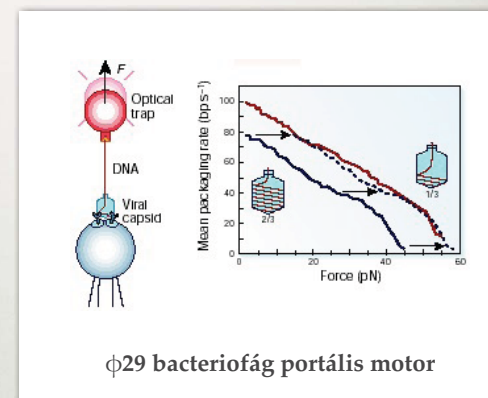 F
Optical
trap
DNA
Viral
capsid
Mean packaging rate (bps⁻¹)
100
80
60
40
20
0
2/3
1/3
0
20
40
60
Force (pN)
ϕ29 bacteriofág portális motor